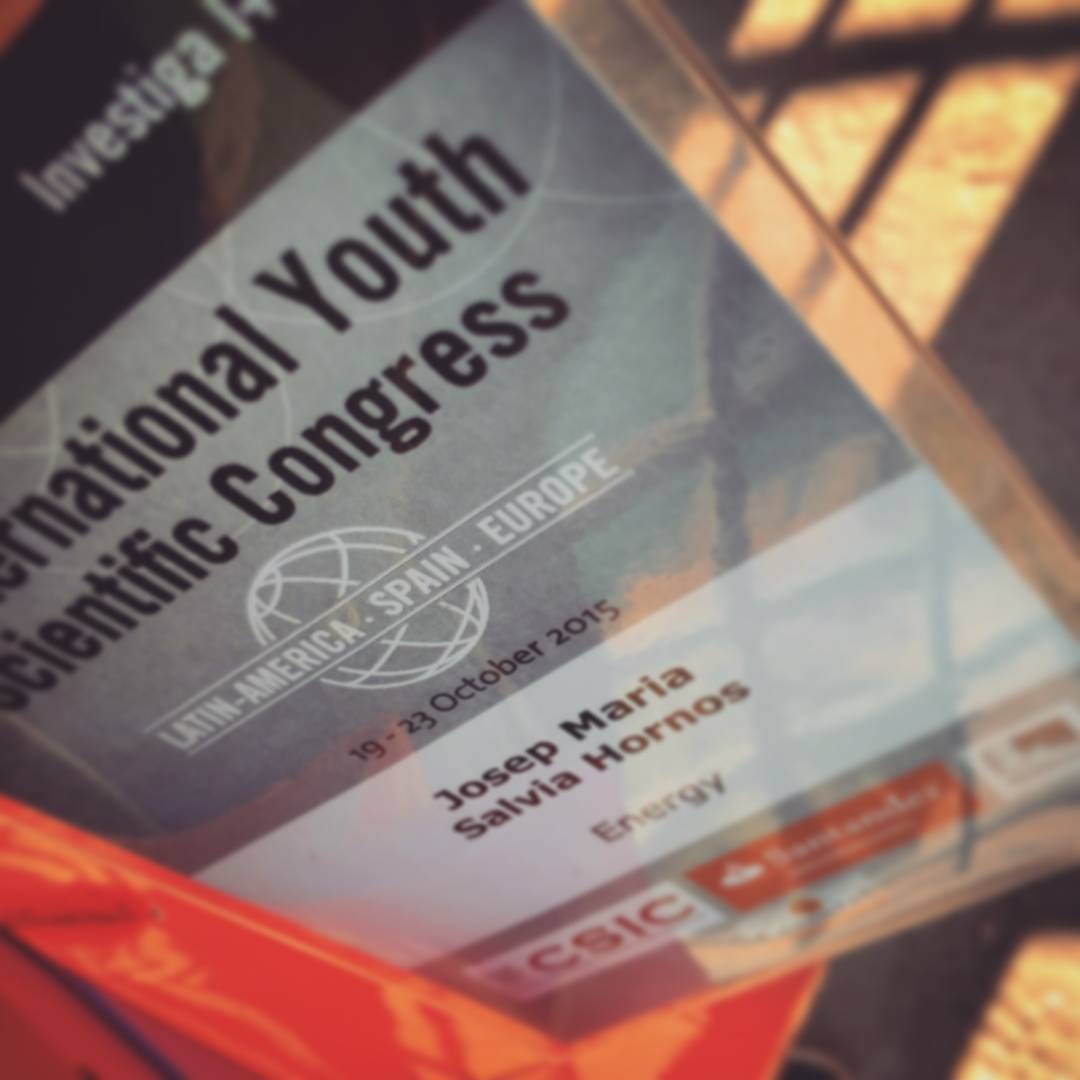 Investiga
ernational Youth
Scientific Congress
LATIN-AMERICA · SPAIN · EUROPE
19 - 23 October 2015
Josep Maria
Salvia Hornos
Energy
Santander
CSIC